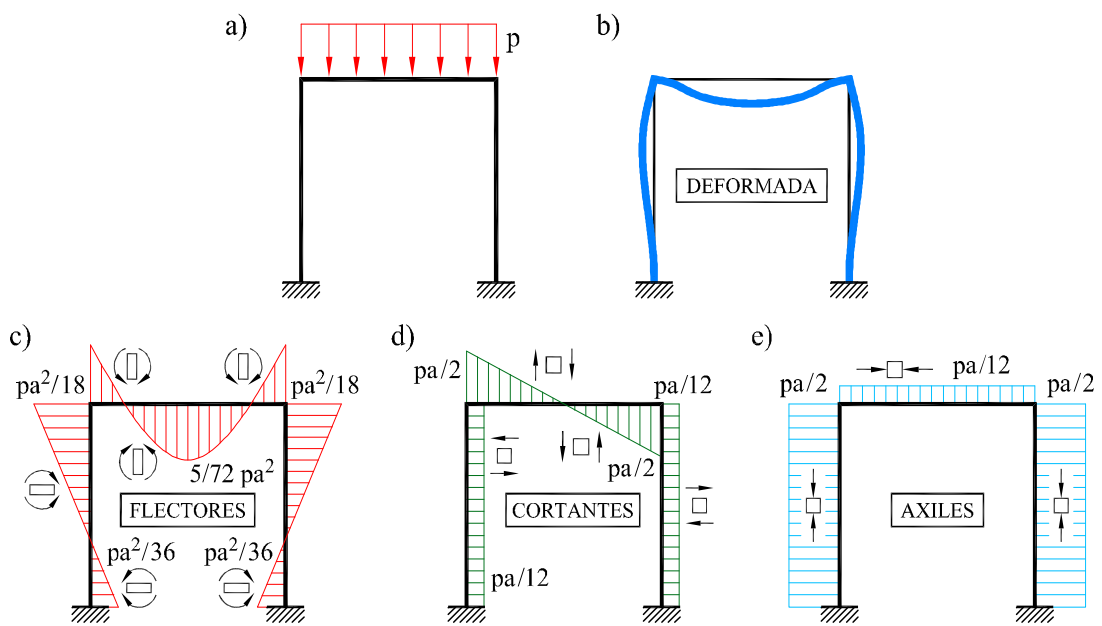 a)
p
b)
DEFORMADA
c)
pa²/18
pa²/18
5/72 pa²
FLECTORES
pa²/36
pa²/36
d)
pa/2
pa/12
pa/2
CORTANTES
pa/12
e)
pa/2
pa/12
pa/2
AXILES